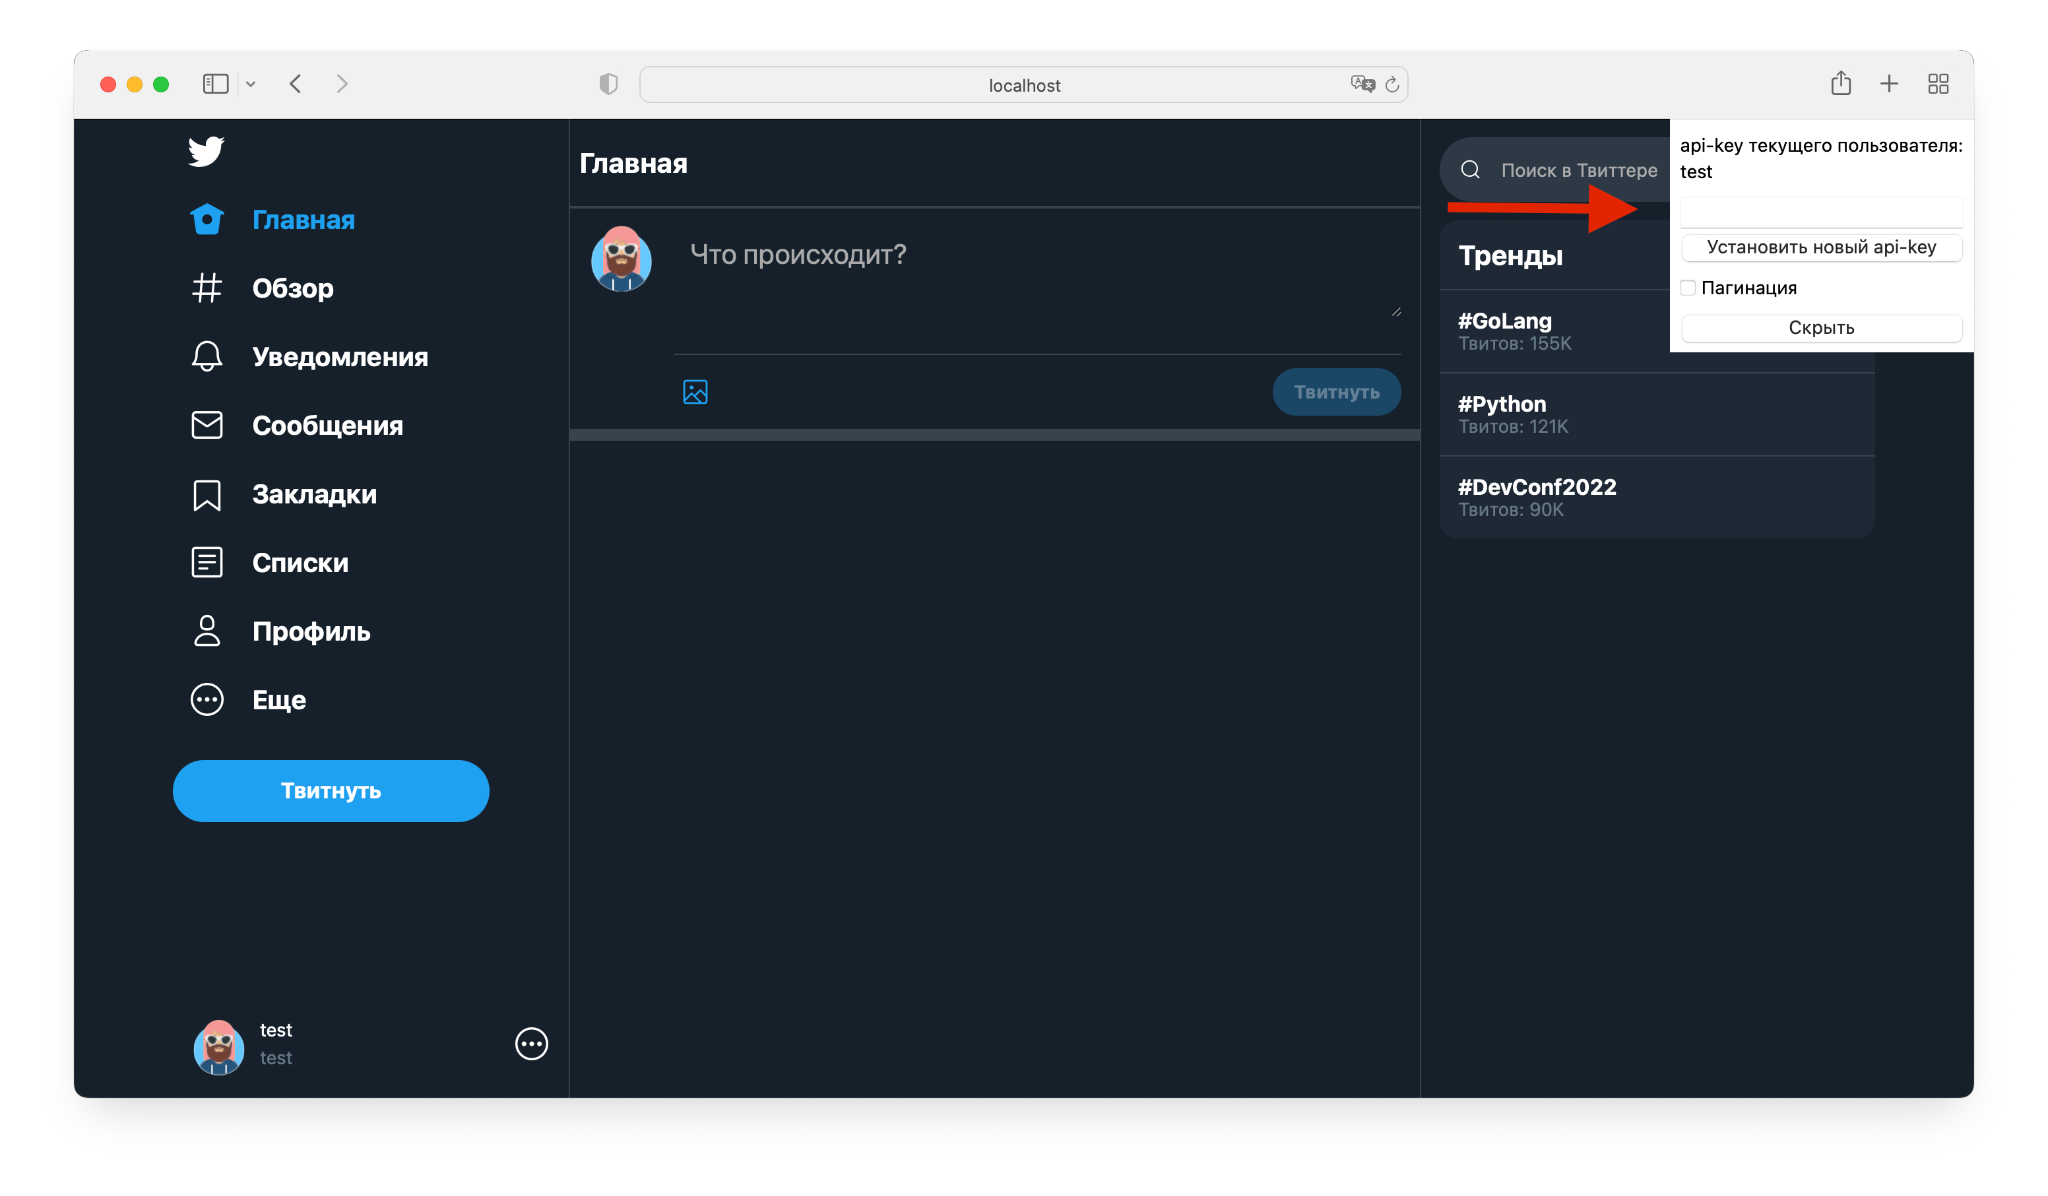 localhost
Главная
Обзор
Уведомления
Сообщения
Закладки
Списки
Профиль
Еще
Твитнуть
test
test
Главная
Что происходит?
Твитнуть
Поиск в Твиттере
Тренды
#GoLang
Твитов: 155K
#Python
Твитов: 121K
#DevConf2022
Твитов: 90K
api-key текущего пользователя:
test
Установить новый api-key
Пагинация
Скрыть